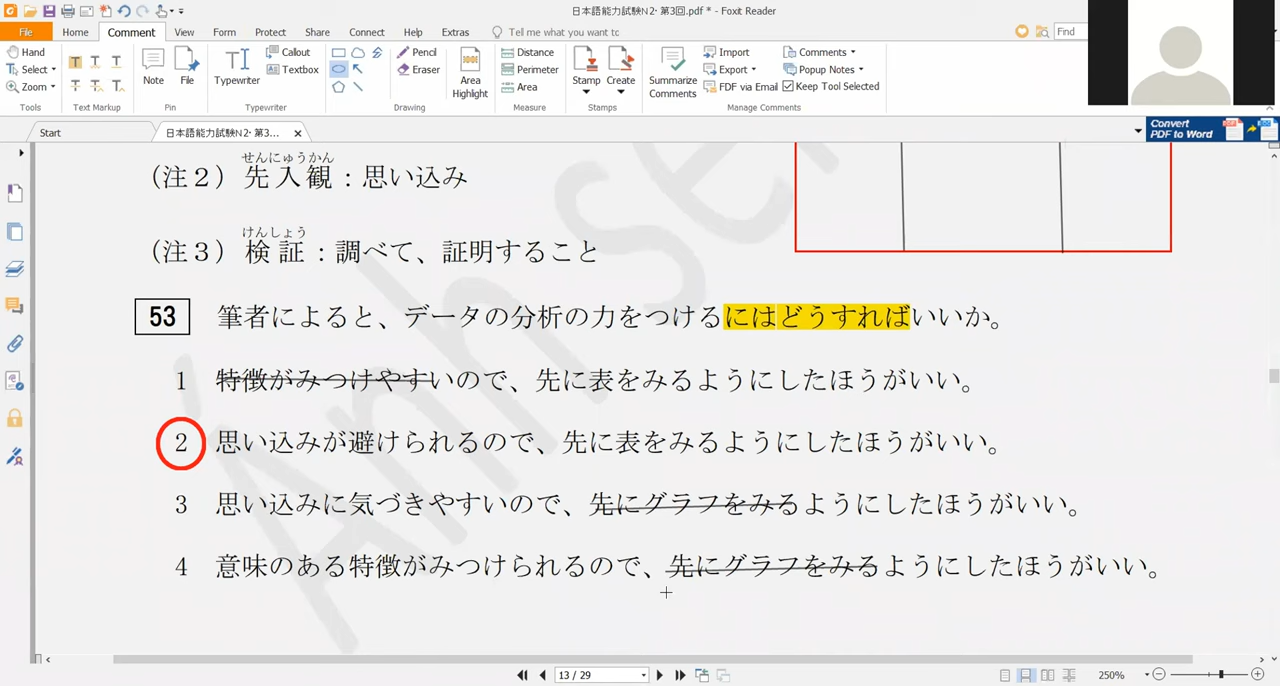 日本語能力試験N2· 第3回.pdf * - Foxit Reader
File Home Comment View Form Protect Share Connect Help Extras Tell me what you want to Find
Hand
Select
Zoom
Tools
Text Markup
Note
File
Pin
Typewriter
Callout
Textbox
Typewriter
Pencil
Eraser
Drawing
Area Highlight
Distance
Perimeter
Area
Measure
Stamp
Create
Stamps
Summarize Comments
Import
Export
FDF via Email
Comments
Popup Notes
Keep Tool Selected
Manage Comments
Start
日本語能力試験N2· 第3...
Convert
PDF to Word
せんにゅうかん
(注2) 先入観:思い込み
けんしょう
(注3) 検証:調べて、証明すること
53 筆者によると、データの分析の力をつけるにはどうすればいいか。
1 特徴がみつけやすいので、先に表をみるようにしたほうがいい。
2 思い込みが避けられるので、先に表をみるようにしたほうがいい。
3 思い込みに気づきやすいので、先にグラフをみるようにしたほうがいい。
4 意味のある特徴がみつけられるので、先にグラフをみるようにしたほうがいい。
13 / 29
250%